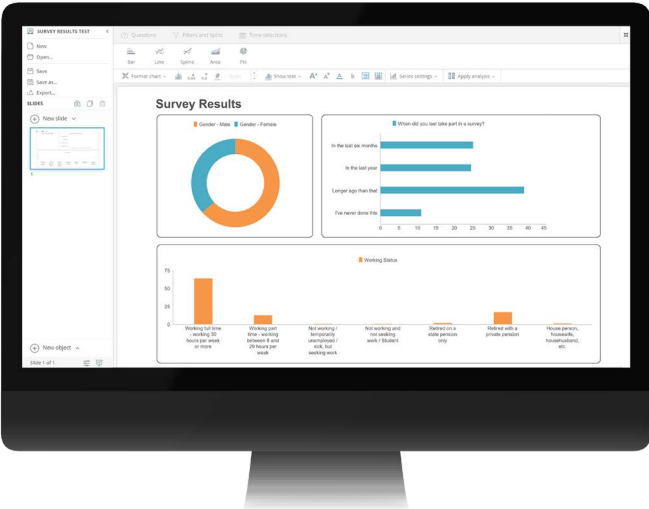 SURVEY RESULTS TEST
Questions
Filters and Splits
Time selections
New
Open...
Save
Save as...
Export...
SLIDES
New slide
1
New object
Slide 1 of 1
Bar
Line
Spline
Area
Pie
Format chart
Show text
Series settings
Apply analysis
Survey Results
Gender - Male Gender - Female
When did you last take part in a survey?
In the last six months
In the last year
Longer ago than that
I've never done this
0 5 10 15 20 25 30 35 40 45
Working Status
75
50
25
0
Working full time
- working 30
hours per week
or more
Working part
time - working
between 8 and
29 hours per
week
Not working /
temporarily
unemployed /
sick, but
seeking work
Not working and
not seeking
work / Student
Retired on a
state pension
only
Retired with a
private pension
House person,
housewife,
househusband,
etc.